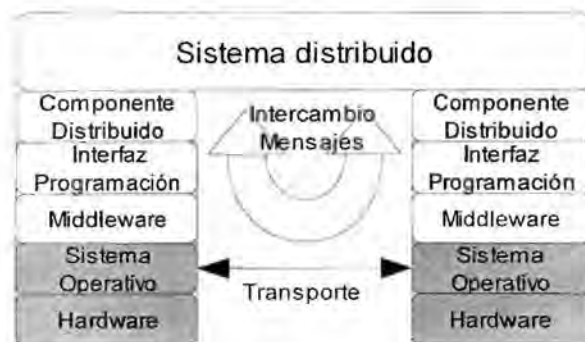 Sistema distribuido
Componente
Distribuido
Interfaz
Programación
Middleware
Sistema
Operativo
Hardware
Intercambio
Mensajes
Transporte
Componente
Distribuido
Interfaz
Programación
Middleware
Sistema
Operativo
Hardware